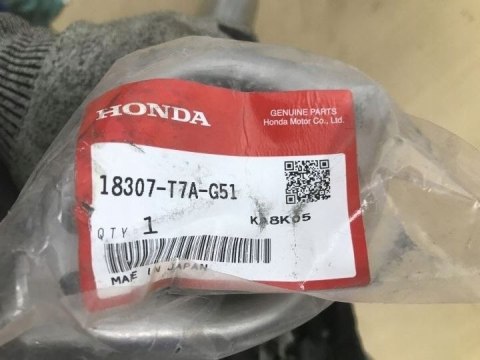 HONDA
GENUINE PARTS
Honda Motor Co., Ltd.
18307-T7A-G51
QTY 1
MADE IN JAPAN